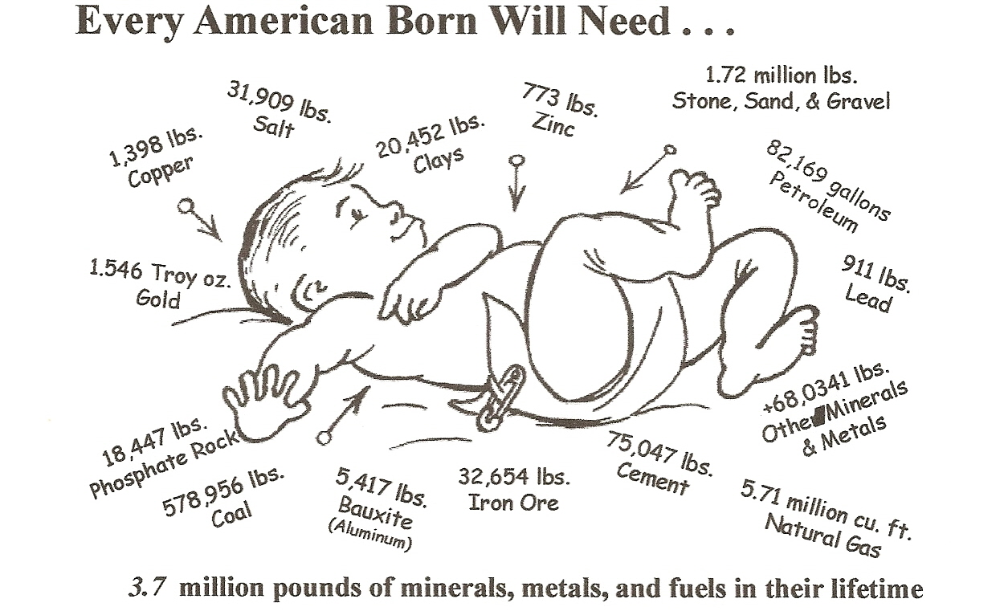 Every American Born Will Need . . .
31,909 lbs.
Salt
773 lbs.
Zinc
1.72 million lbs.
Stone, Sand, & Gravel
1,398 lbs.
Copper
20,452 lbs.
Clays
82,169 gallons
Petroleum
1.546 Troy oz.
Gold
911 lbs.
Lead
+68,0341 lbs.
Other Minerals
& Metals
18,447 lbs.
Phosphate Rock
578,956 lbs.
Coal
5,417 lbs.
Bauxite
(Aluminum)
32,654 lbs.
Iron Ore
75,047 lbs.
Cement
5.71 million cu. ft.
Natural Gas
3.7 million pounds of minerals, metals, and fuels in their lifetime